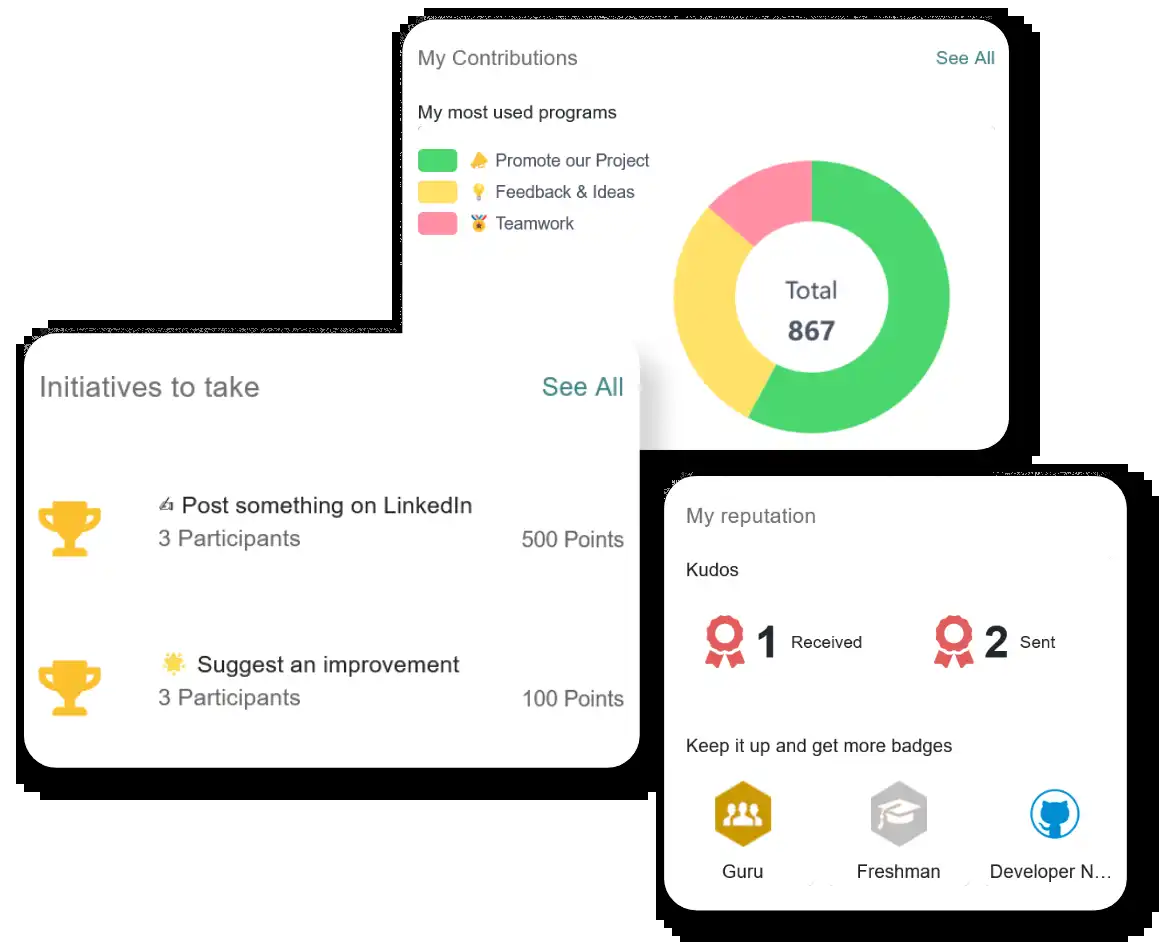 My Contributions See All
My most used programs
Promote our Project
Feedback & Ideas
Teamwork
Total
867
Initiatives to take See All
✍ Post something on LinkedIn
3 Participants 500 Points
🌟 Suggest an improvement
3 Participants 100 Points
My reputation
Kudos
1 Received 2 Sent
Keep it up and get more badges
Guru Freshman Developer N...